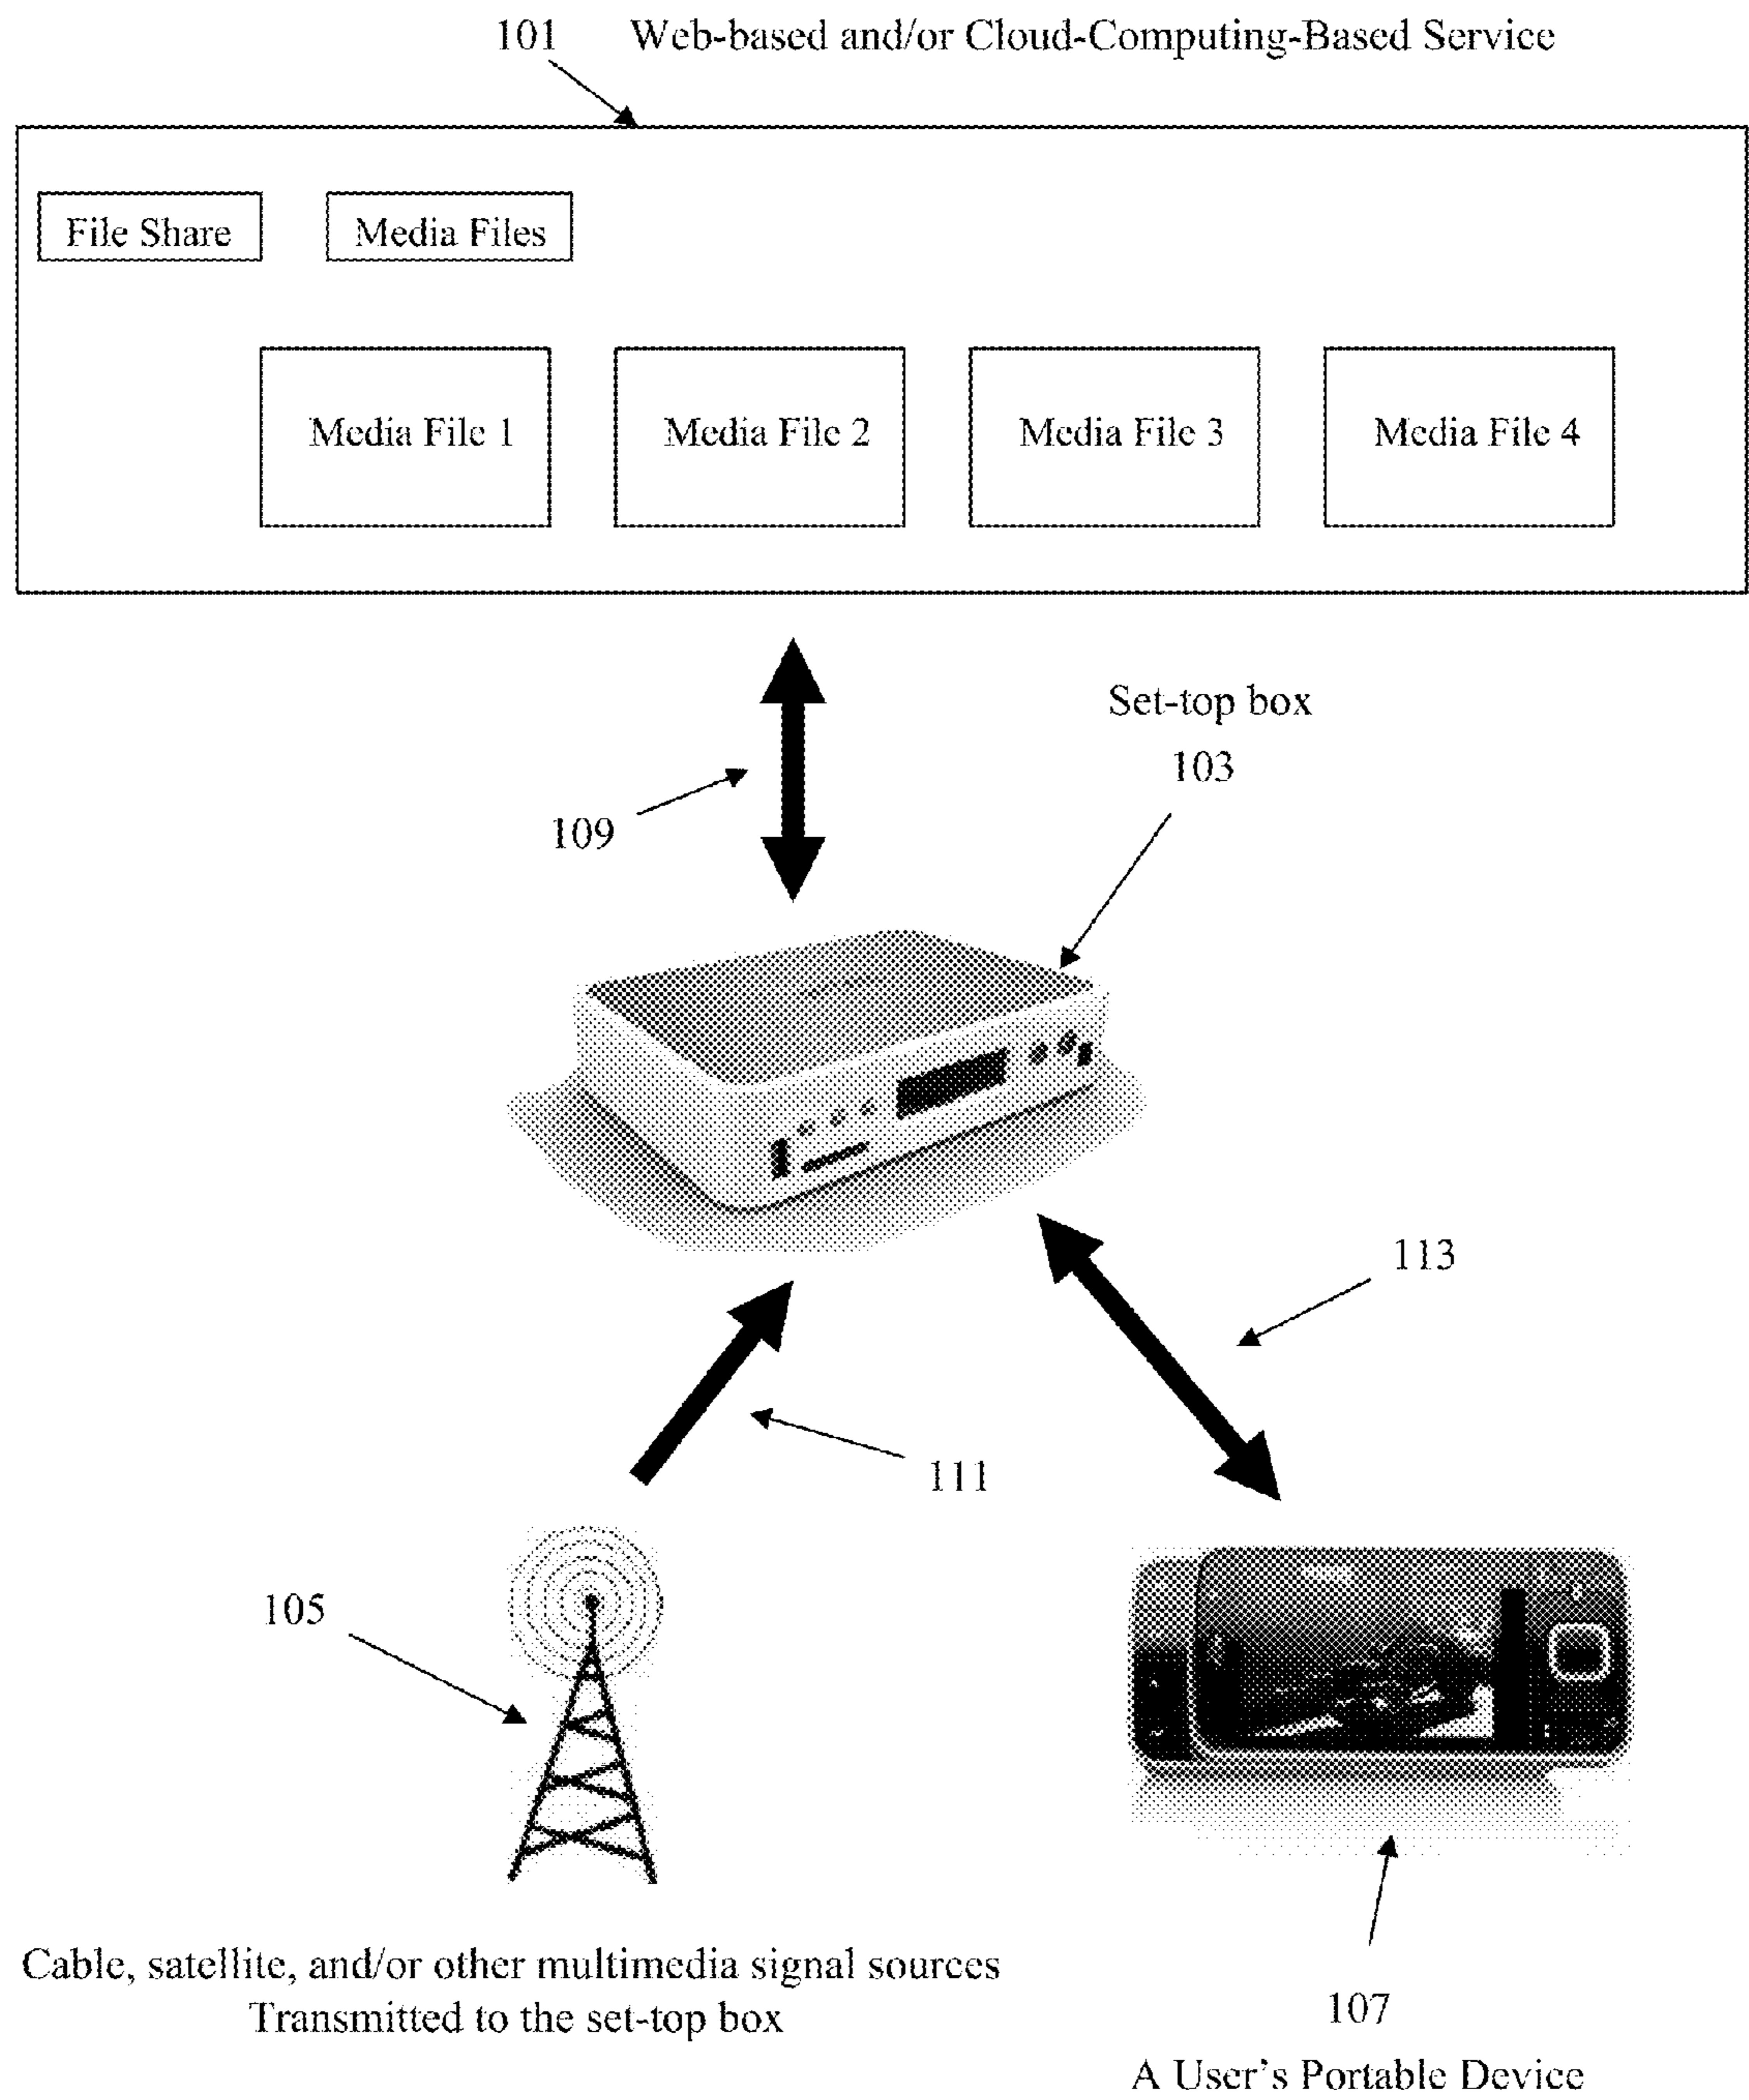 101 Web-based and/or Cloud-Computing-Based Service
File Share Media Files
Media File 1 Media File 2 Media File 3 Media File 4
Set-top box
103
109
113
111
105
Cable, satellite, and/or other multimedia signal sources
Transmitted to the set-top box
107
A User's Portable Device